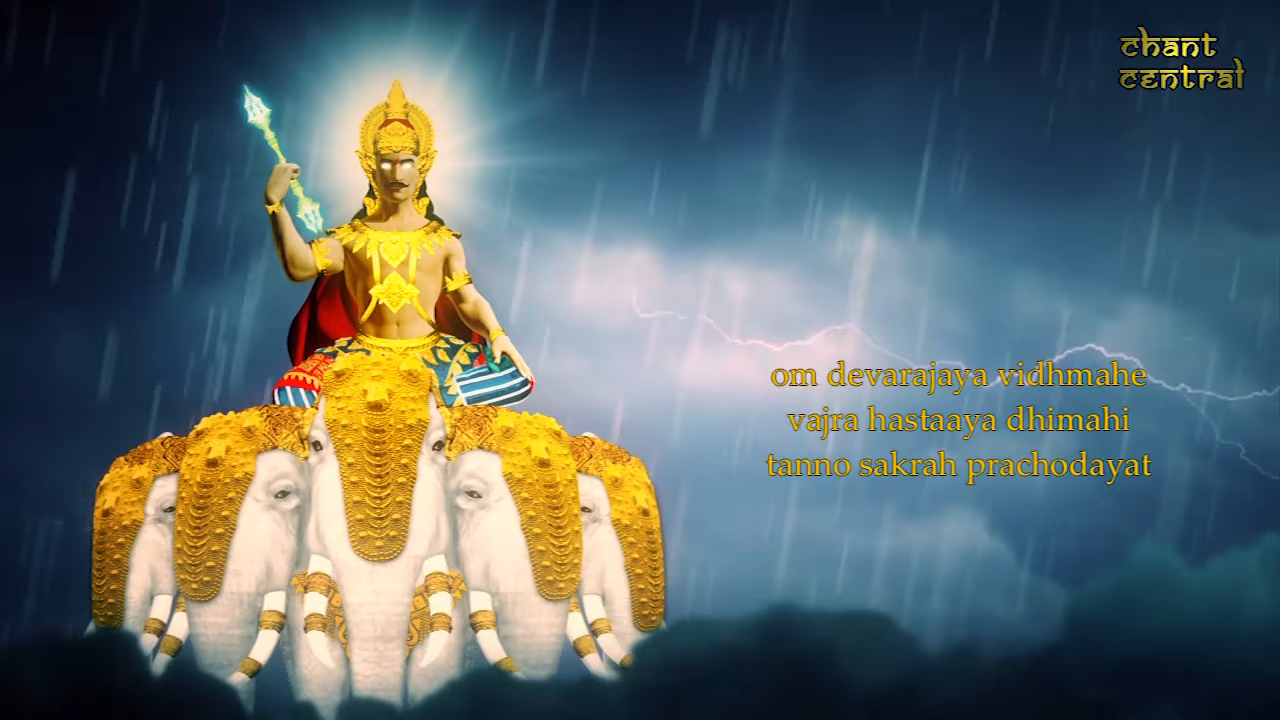 chant
central
om devarajaya vidhmahe
vajra hastaaya dhimahi
tanno sakrah prachodayat